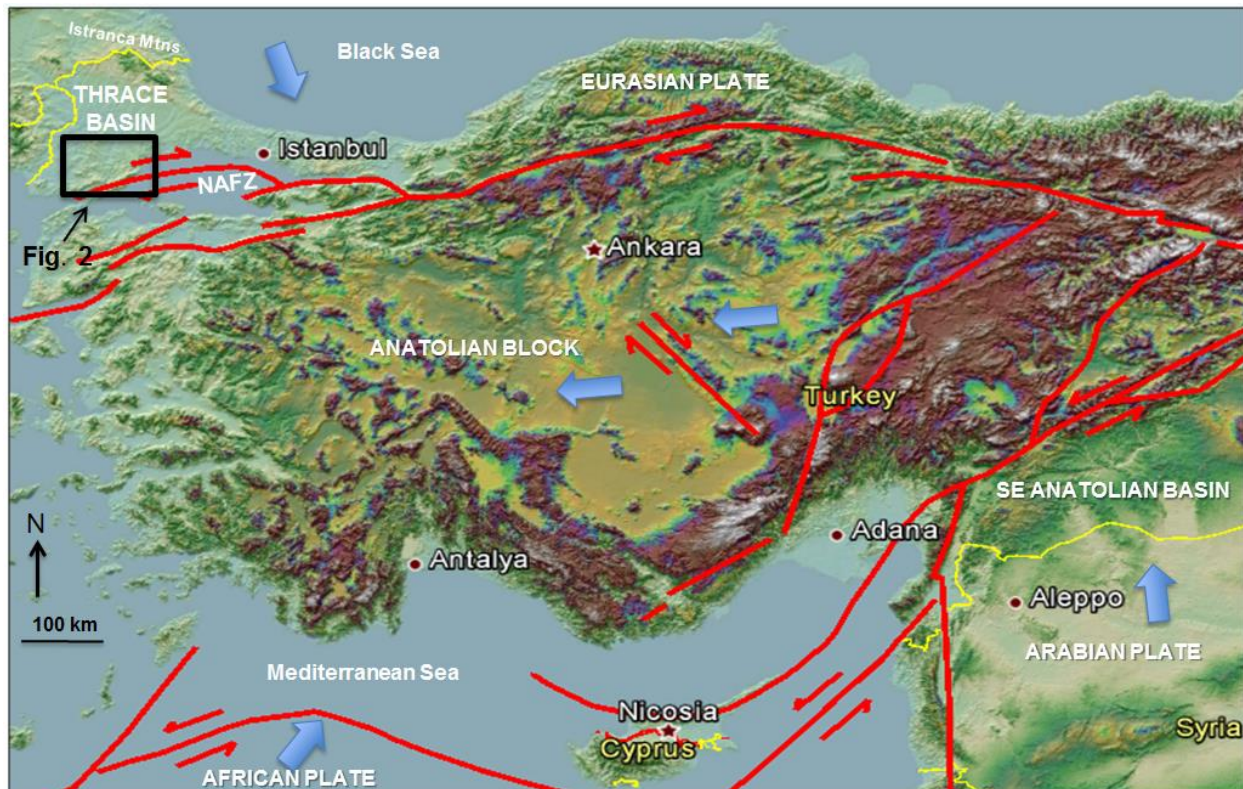 Istranca Mtns
Black Sea
THRACE
BASIN
EURASIAN PLATE
Istanbul
NAFZ
Fig. 2
Ankara
ANATOLIAN BLOCK
Turkey
N
100 km
Antalya
Adana
SE ANATOLIAN BASIN
Aleppo
ARABIAN PLATE
Mediterranean Sea
Nicosia
Cyprus
Syria
AFRICAN PLATE